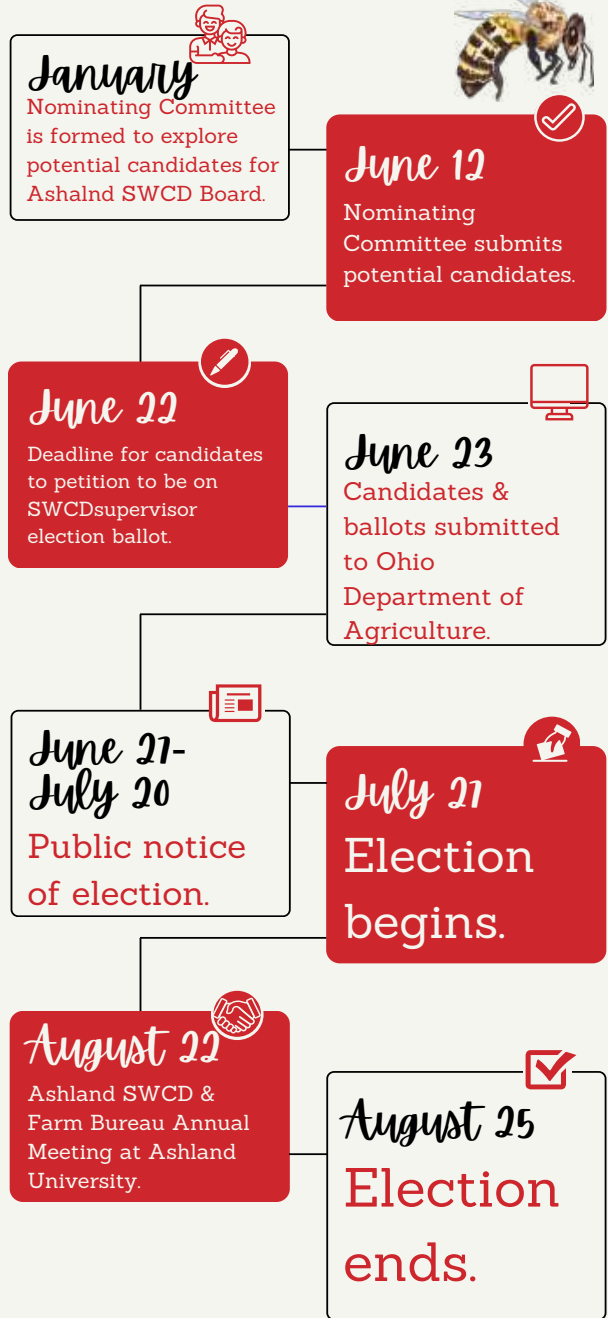 January
Nominating Committee
is formed to explore
potential candidates for
Ashalnd SWCD Board.
June 12
Nominating
Committee submits
potential candidates.
June 22
Deadline for candidates
to petition to be on
SWCDsupervisor
election ballot.
June 23
Candidates &
ballots submitted
to Ohio
Department of
Agriculture.
June 27-
July 20
Public notice
of election.
July 27
Election
begins.
August 22
Ashland SWCD &
Farm Bureau Annual
Meeting at Ashland
University.
August 25
Election
ends.